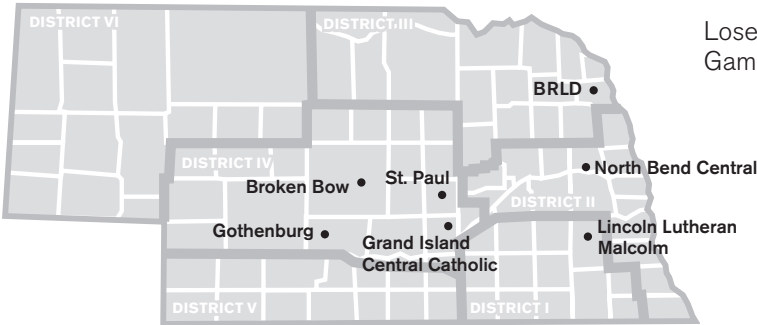 DISTRICT VI
DISTRICT III
Lose
Gam
BRLD
DISTRICT IV
North Bend Central
Broken Bow
St. Paul
DISTRICT II
Gothenburg
Grand Island
Central Catholic
Lincoln Lutheran
Malcolm
DISTRICT V
DISTRICT I